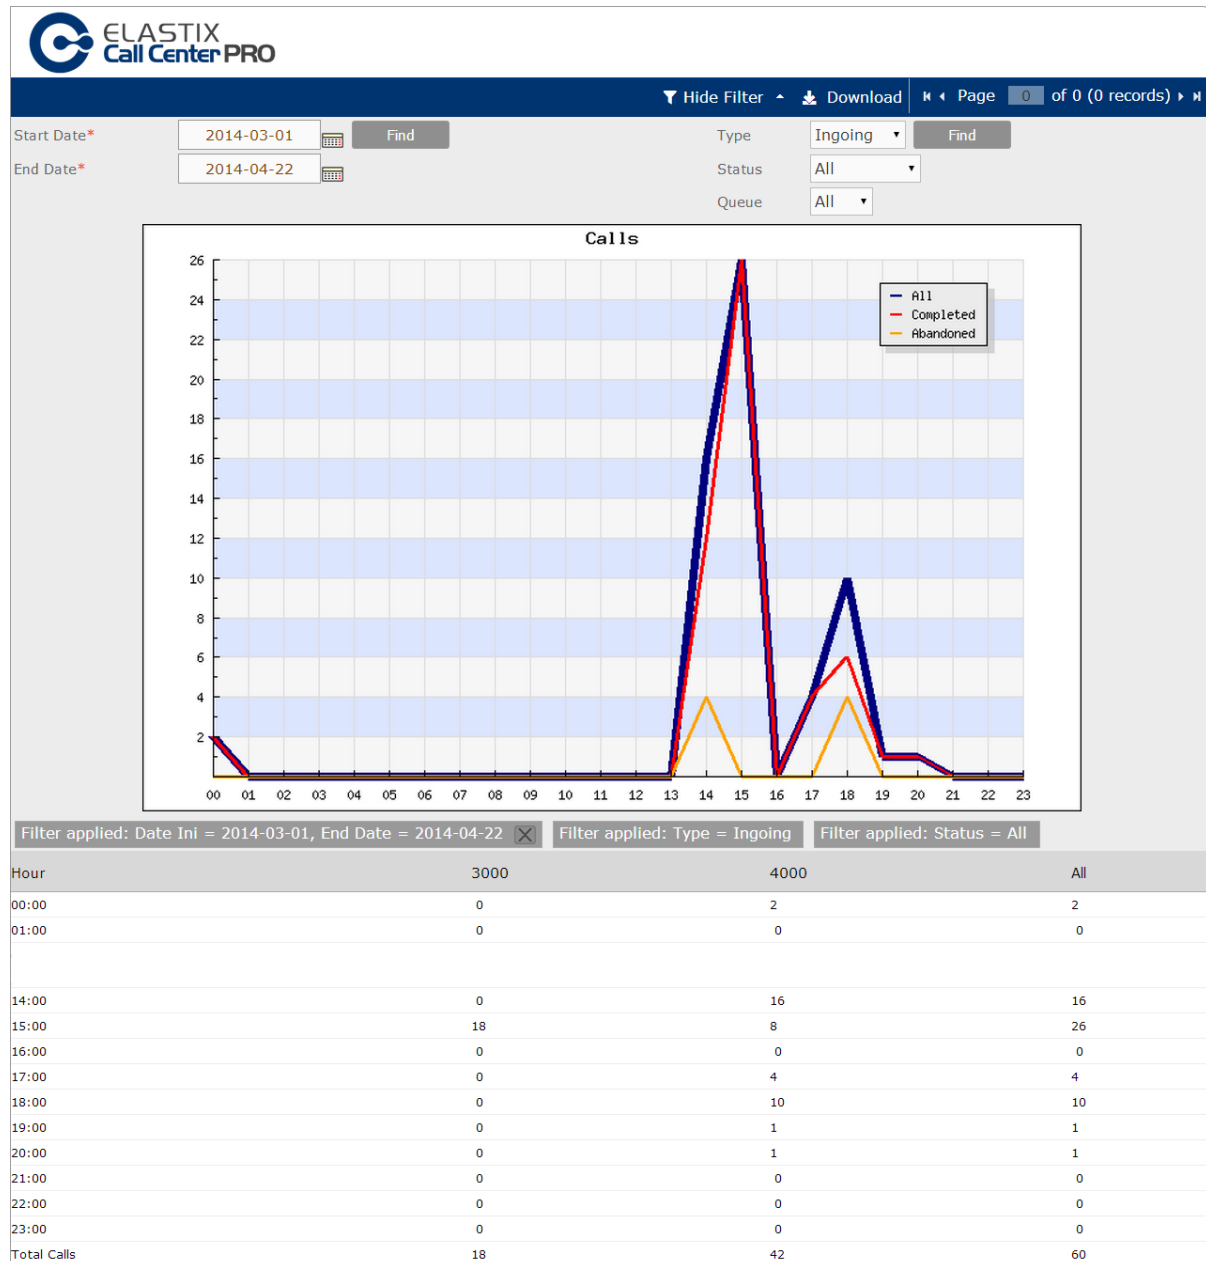 ELASTIX
Call Center PRO
Hide Filter Download Page 0 of 0 (0 records)
Start Date* 2014-03-01 Find Type Ingoing Find
End Date* 2014-04-22 Status All
Queue All
Calls
26
24
22
20
18
16
14
12
10
8
6
4
2
All
Completed
Abandoned
00 01 02 03 04 05 06 07 08 09 10 11 12 13 14 15 16 17 18 19 20 21 22 23
Filter applied: Date Ini = 2014-03-01, End Date = 2014-04-22 Filter applied: Type = Ingoing Filter applied: Status = All
Hour 3000 4000 All
00:00 0 2 2
01:00 0 0 0
14:00 0 16 16
15:00 18 8 26
16:00 0 0 0
17:00 0 4 4
18:00 0 10 10
19:00 0 1 1
20:00 0 1 1
21:00 0 0 0
22:00 0 0 0
23:00 0 0 0
Total Calls 18 42 60